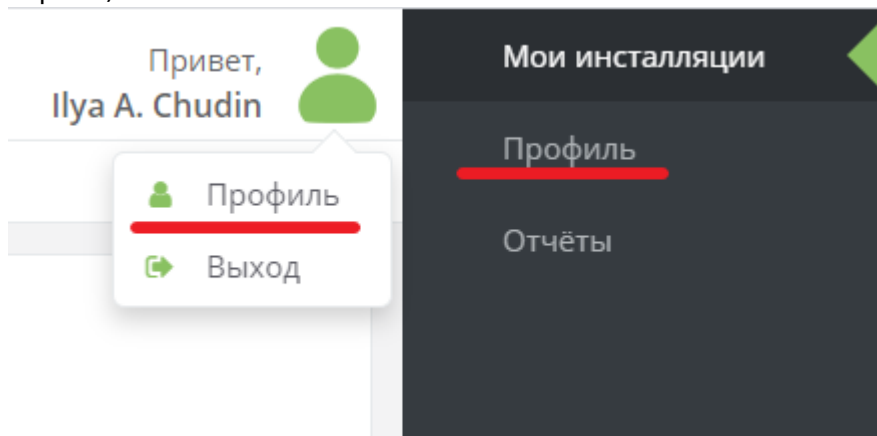 Привет,
Ilya A. Chudin
Профиль
Выход
Мои инсталляции
Профиль
Отчёты